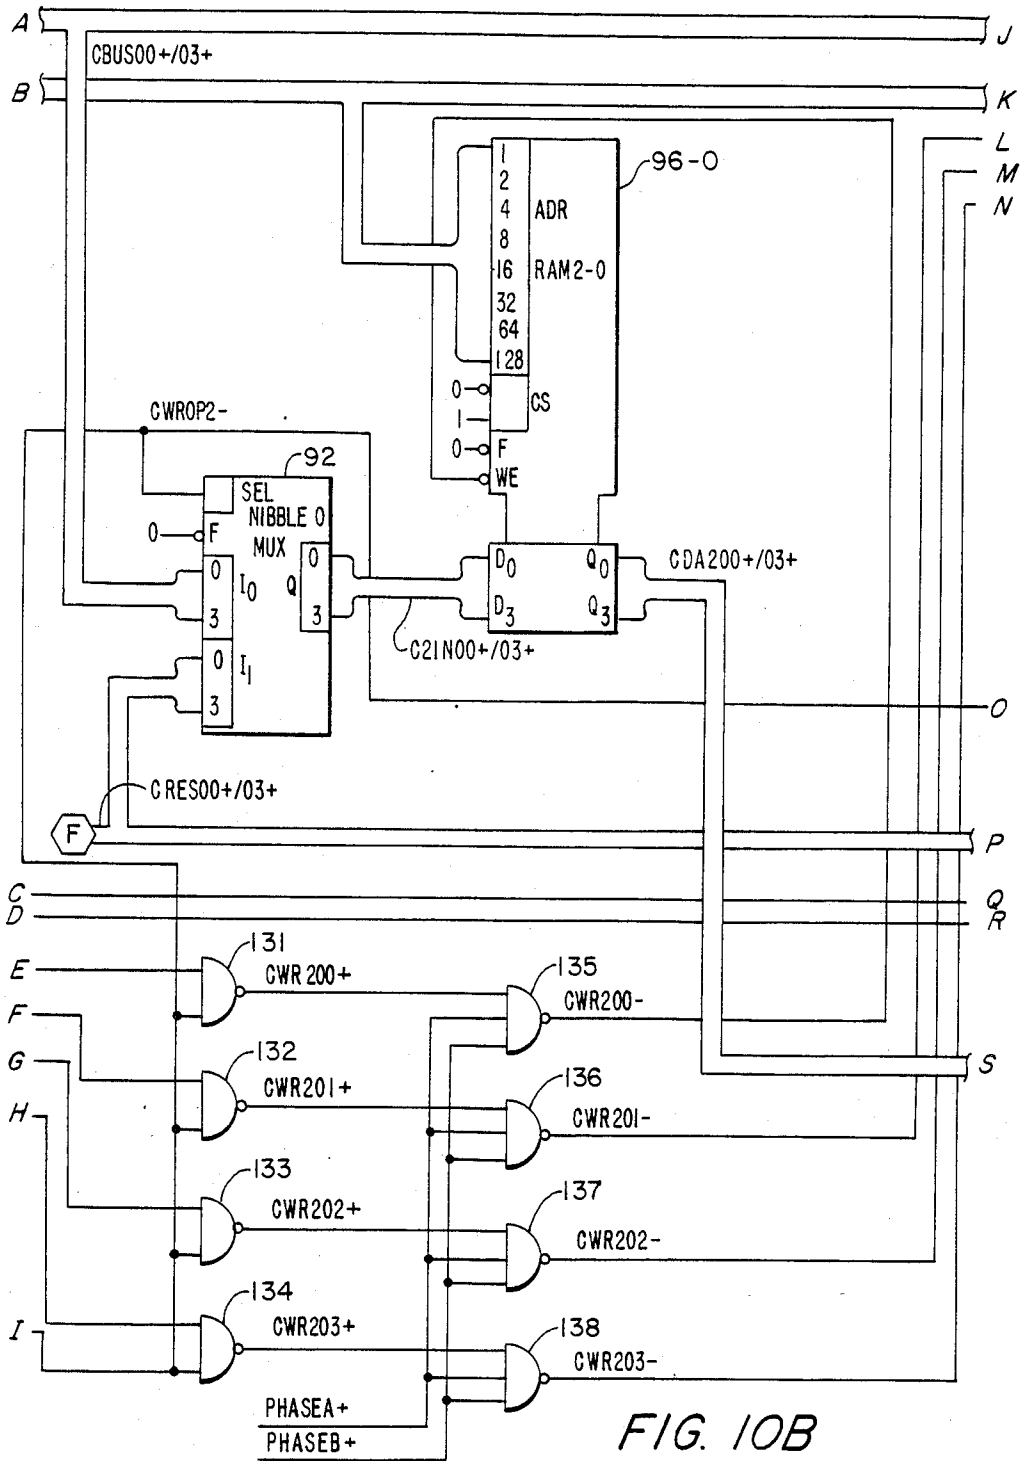 A
J
CBUS00+/03+
B
K
L
M
N
96-0
1
2
4 ADR
8
16 RAM2-0
32
64
128
0
CS
1
0 F
WE
CWROP2-
92
SEL
NIBBLE 0
0 F MUX
0 I0 Q 0
3 3
0 I1
3
D0 Q0
D3 Q3
CDA200+/03+
C2IN00+/03+
O
CRES00+/03+
F
P
C
Q
D
R
E
131
CWR200+
135
CWR200-
F
132
CWR201+
G
S
136
CWR201-
H
133
CWR202+
137
CWR202-
134
CWR203+
I
138
CWR203-
PHASEA+
PHASEB+
FIG. 10B